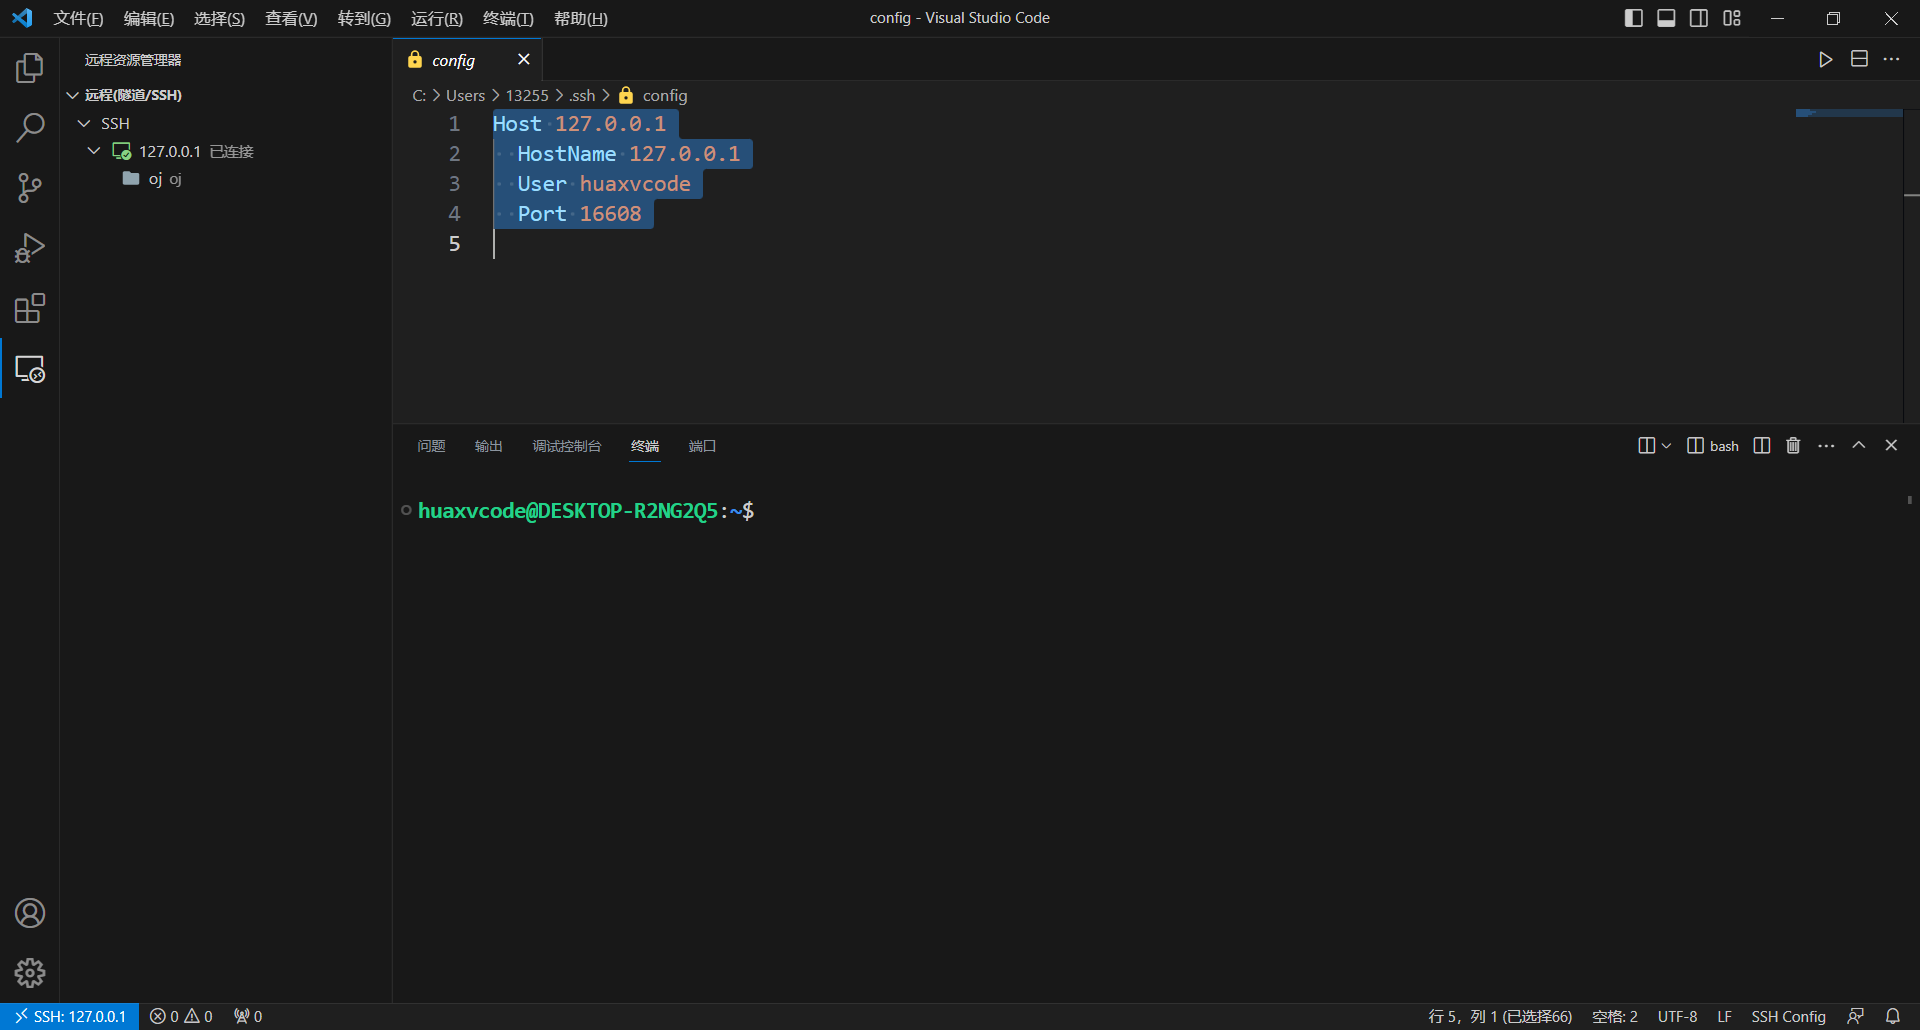 文件(F) 编辑(E) 选择(S) 查看(V) 转到(G) 运行(R) 终端(T) 帮助(H) config - Visual Studio Code
远程资源管理器
config
远程(隧道/SSH)
C: > Users > 13255 > .ssh > config
SSH
127.0.0.1 已连接
oj oj
1 Host 127.0.0.1
2 HostName 127.0.0.1
3 User huaxvcode
4 Port 16608
5
问题 输出 调试控制台 终端 端口 bash
huaxvcode@DESKTOP-R2NG2Q5:~$
SSH: 127.0.0.1 0 0 0 行 5，列 1 (已选择66) 空格: 2 UTF-8 LF SSH Config